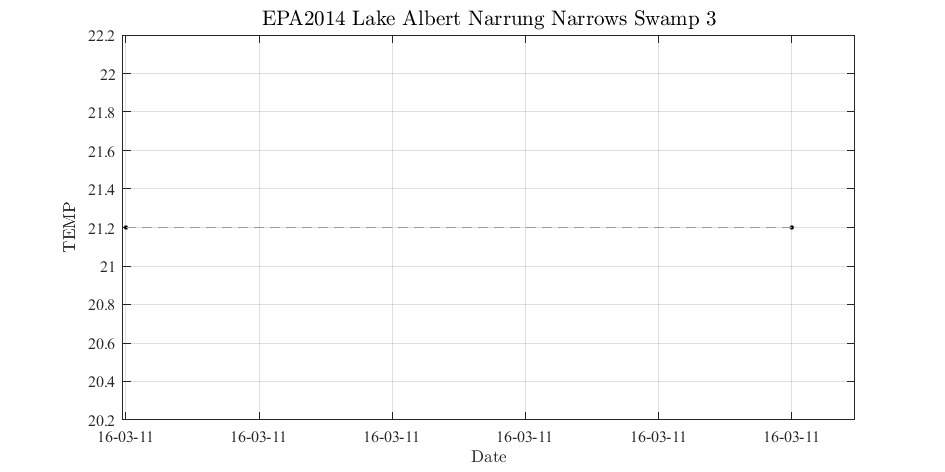 EPA2014 Lake Albert Narrung Narrows Swamp 3
22.2
22
21.8
21.6
21.4
21.2
21
20.8
20.6
20.4
20.2
TEMP
16-03-11 16-03-11 16-03-11 16-03-11 16-03-11 16-03-11
Date